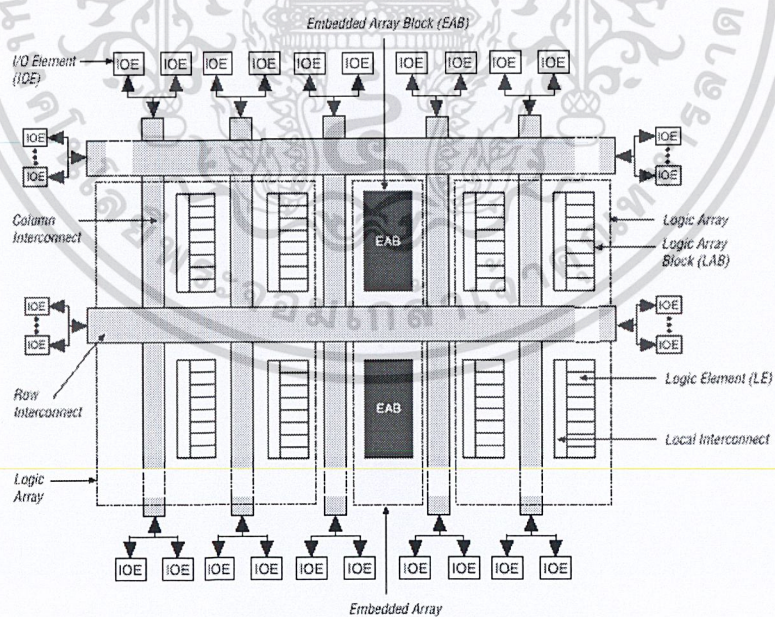 Embedded Array Block (EAB)
I/O Element
(IOE)
IOE IOE IOE IOE IOE IOE IOE IOE IOE IOE
IOE
IOE
IOE
IOE
Column
Interconnect
EAB
Logic Array
Logic Array
Block (LAB)
IOE
IOE
IOE
IOE
Row
Interconnect
EAB
Logic Element (LE)
Local Interconnect
Logic
Array
IOE IOE IOE IOE IOE IOE IOE IOE IOE IOE
Embedded Array